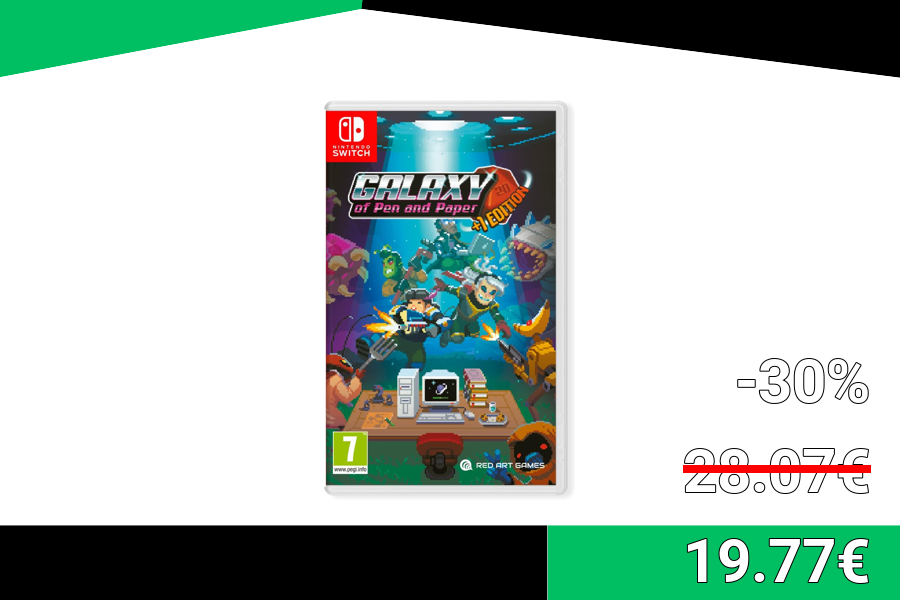 NINTENDO
SWITCH
GALAXY
of Pen and Paper
+1 EDITION
-30%
28.07€
7
www.pegi.info
RED ART GAMES
19.77€